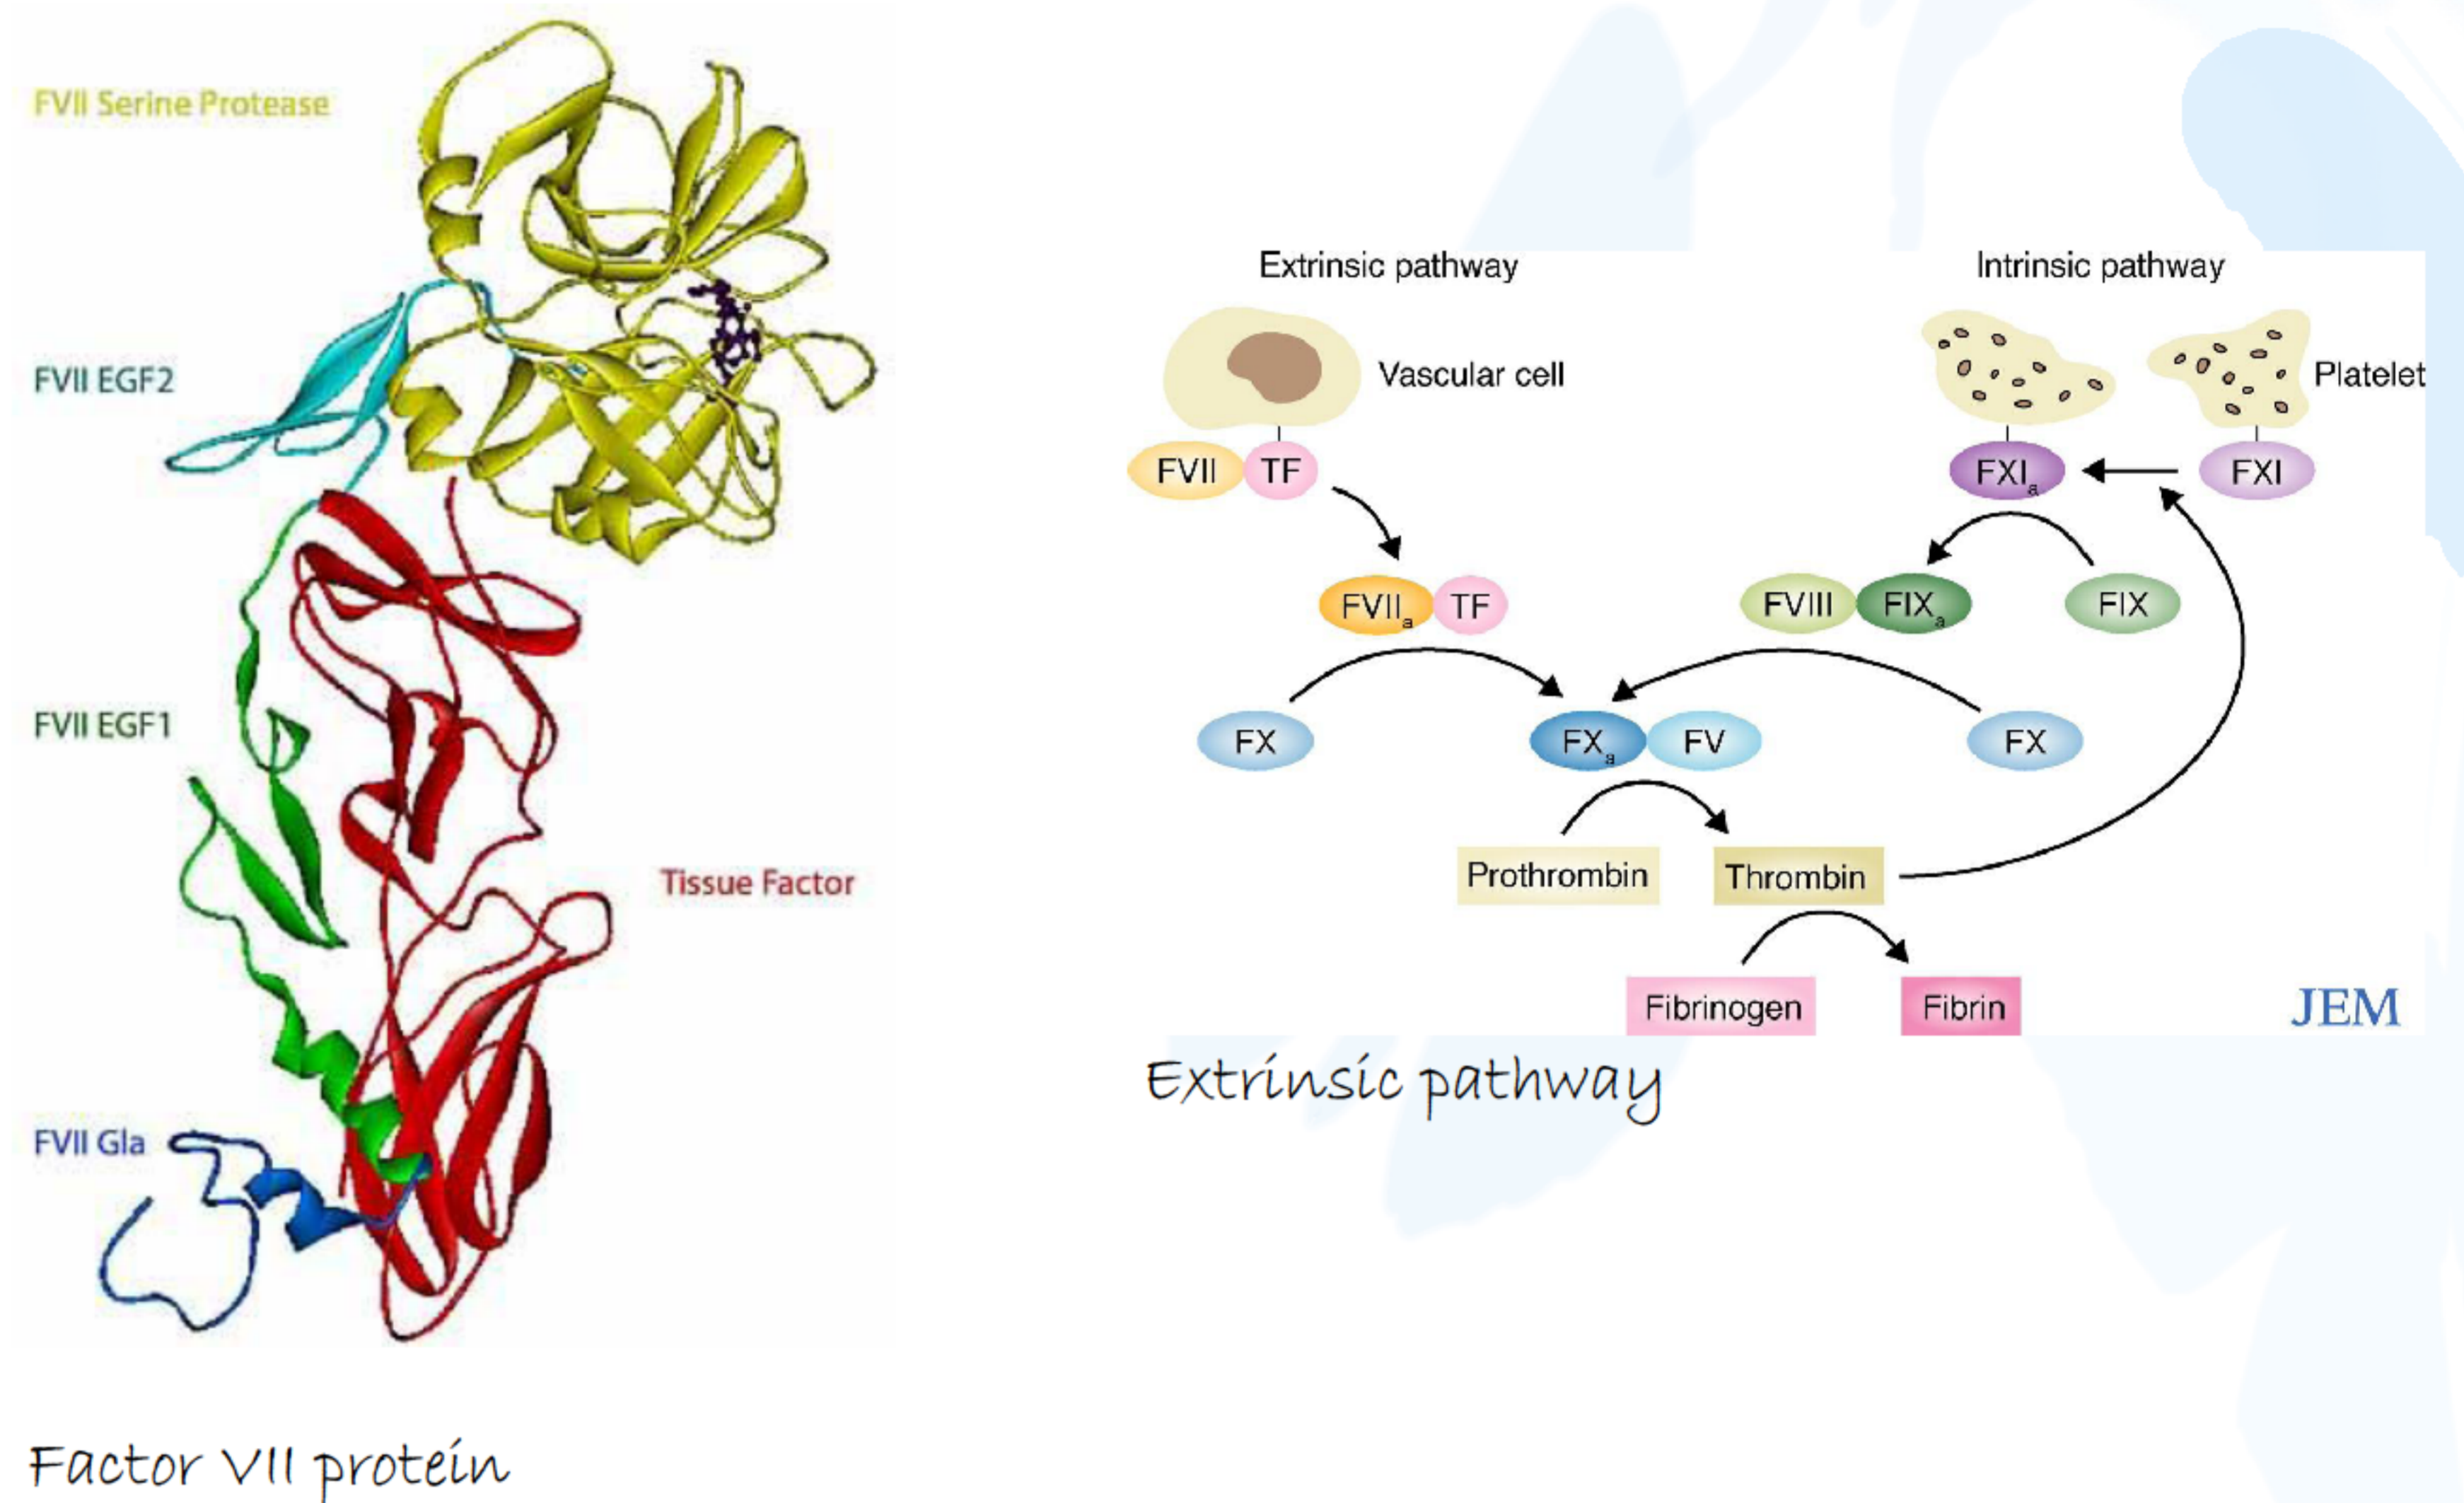 FVII Serine Protease
FVII EGF2
FVII EGF1
Tissue Factor
FVII Gla
Factor VII protein
Extrinsic pathway
Intrinsic pathway
Vascular cell
Platelet
FVII
TF
FXIa
FXI
FVIIa
TF
FVIII
FIXa
FIX
FX
FXa
FV
FX
Prothrombin
Thrombin
Fibrinogen
Fibrin
JEM
Extrinsic pathway